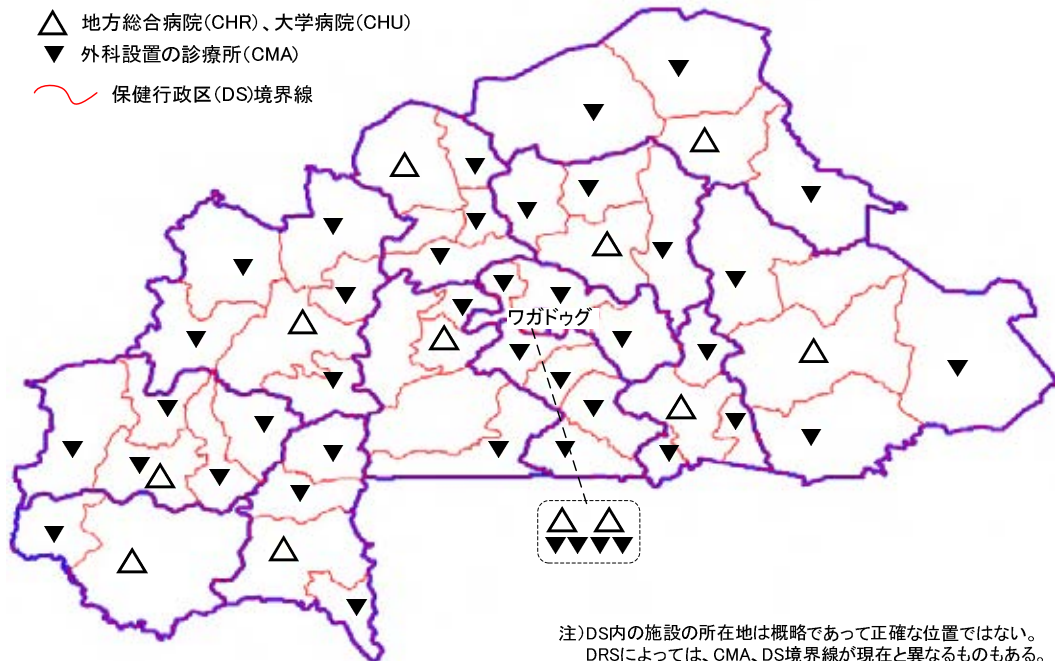 地方総合病院(CHR)、大学病院(CHU)
外科設置の診療所(CMA)
保健行政区(DS)境界線
ワガドゥグ
注)DS内の施設の所在地は概略であって正確な位置ではない。
DRSによっては、CMA、DS境界線が現在と異なるものもある。